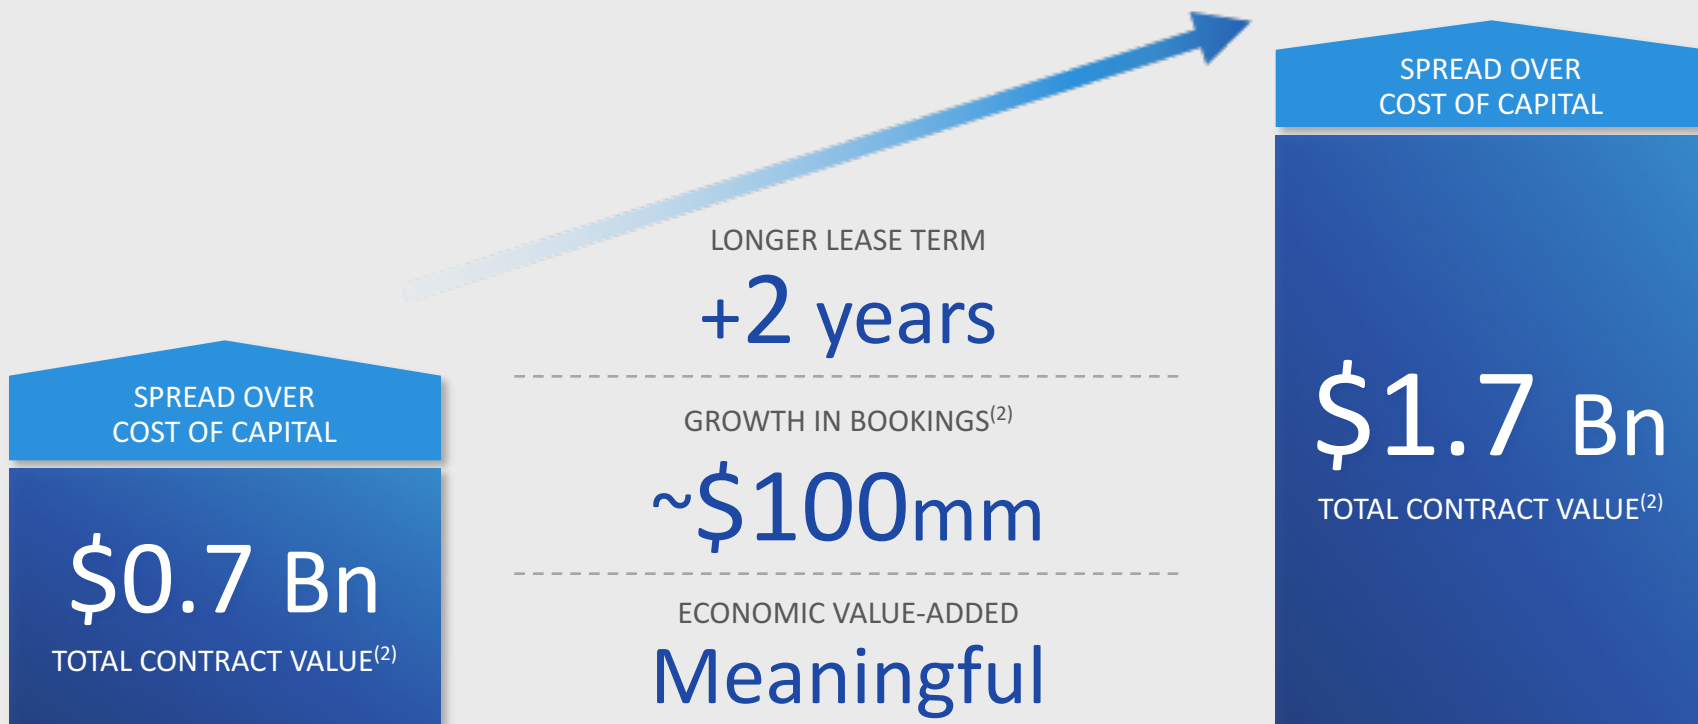 SPREAD OVER
COST OF CAPITAL
$0.7 Bn
TOTAL CONTRACT VALUE(2)
LONGER LEASE TERM
+2 years
GROWTH IN BOOKINGS(2)
~$100mm
ECONOMIC VALUE-ADDED
Meaningful
SPREAD OVER
COST OF CAPITAL
$1.7 Bn
TOTAL CONTRACT VALUE(2)